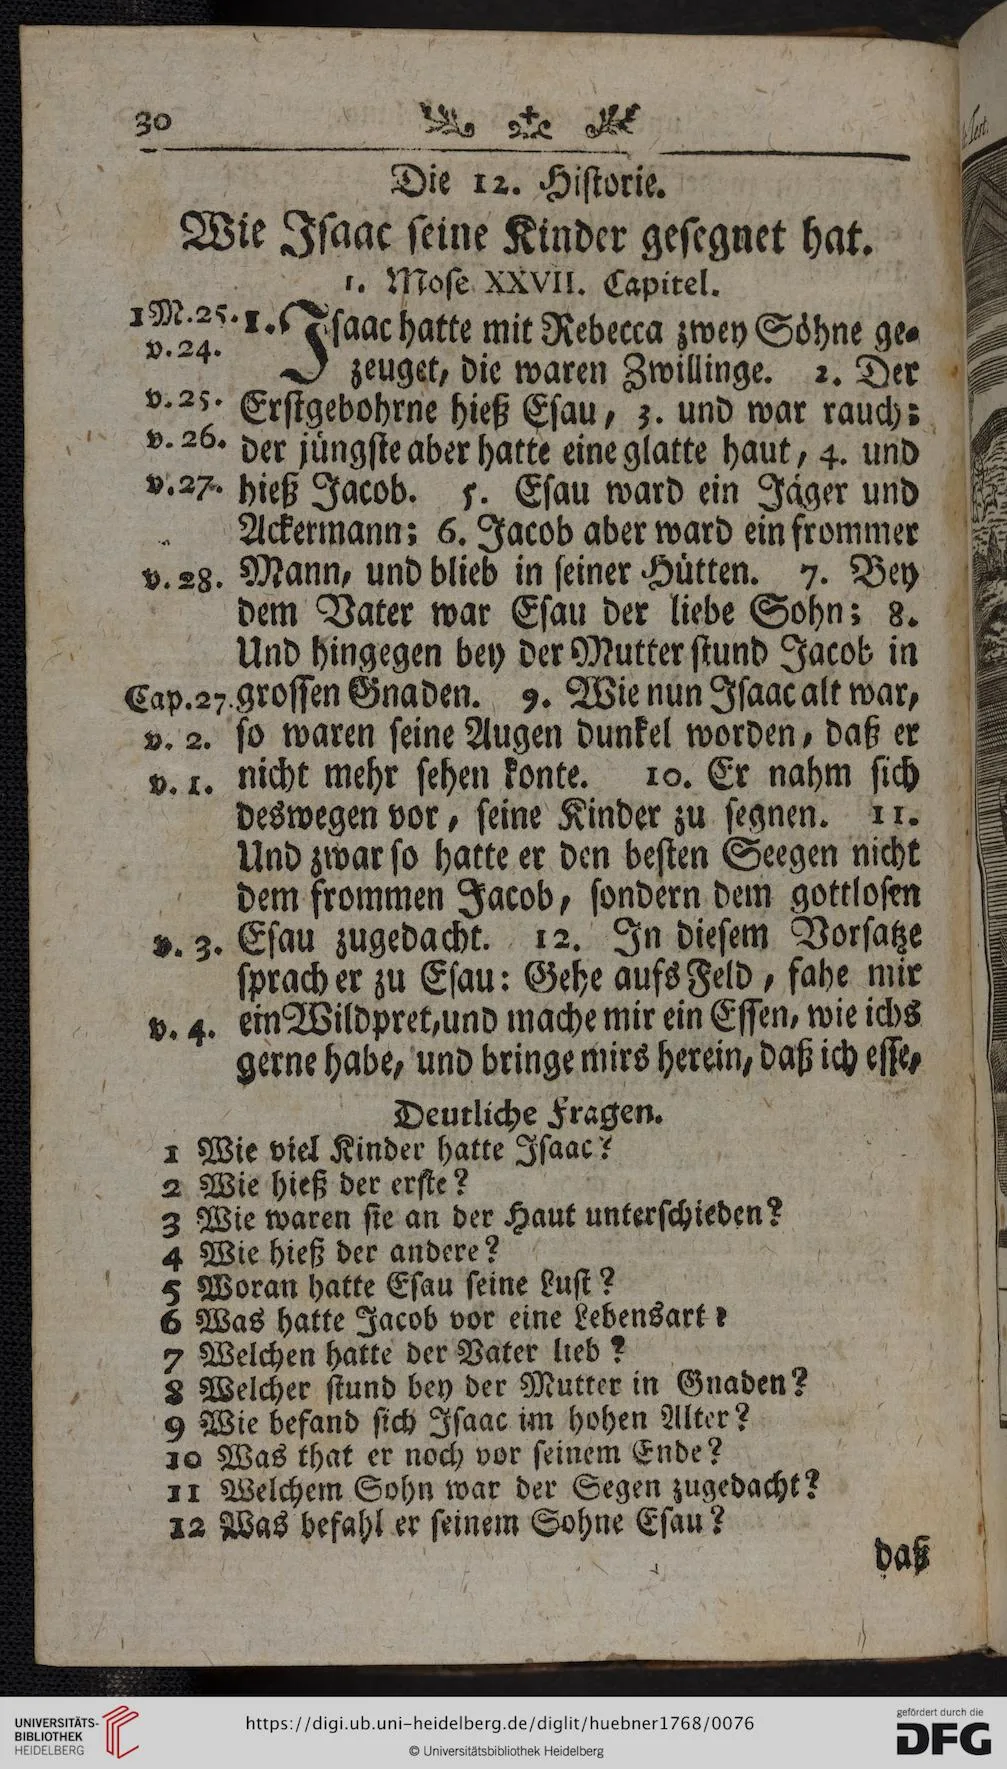 30
Die 12. Historie.
Wie Isaac seine Kinder gesegnet hat.
1. Mose XXVII. Capitel.
1 M. 25. 1. Isaac hatte mit Rebecca zwey Söhne ge-
v. 24. zeuget, die waren Zwillinge. 2. Der
v. 25. Erstgebohrne hieß Esau, 3. und war rauch;
v. 26. der jüngste aber hatte eine glatte haut, 4. und
v. 27. hieß Jacob. 5. Esau ward ein Jäger und
Ackermann; 6. Jacob aber ward ein frommer
v. 28. Mann, und blieb in seiner Hütten. 7. Bey
dem Vater war Esau der liebe Sohn; 8.
Und hingegen bey der Mutter stund Jacob in
Cap. 27. grossen Gnaden. 9. Wie nun Isaac alt war,
v. 2. so waren seine Augen dunkel worden, daß er
v. 1. nicht mehr sehen konte. 10. Er nahm sich
deswegen vor, seine Kinder zu segnen. 11.
Und zwar so hatte er den besten Seegen nicht
dem frommen Jacob, sondern dem gottlosen
v. 3. Esau zugedacht. 12. In diesem Vorsatze
sprach er zu Esau: Gehe aufs Feld, fahe mir
v. 4. ein Wildpret, und mache mir ein Essen, wie ichs
gerne habe, und bringe mirs herein, daß ich esse,
Deutliche Fragen.
1 Wie viel Kinder hatte Isaac?
2 Wie hieß der erste?
3 Wie waren sie an der Haut unterschieden?
4 Wie hieß der andere?
5 Woran hatte Esau seine Lust?
6 Was hatte Jacob vor eine Lebensart?
7 Welchen hatte der Vater lieb?
8 Welcher stund bey der Mutter in Gnaden?
9 Wie befand sich Isaac im hohen Alter?
10 Was that er noch vor seinem Ende?
11 Welchem Sohn war der Segen zugedacht?
12 Was befahl er seinem Sohne Esau?
daß
UNIVERSITÄTS-
BIBLIOTHEK
HEIDELBERG
https://digi.ub.uni-heidelberg.de/diglit/huebner1768/0076
© Universitätsbibliothek Heidelberg
gefördert durch die
DFG